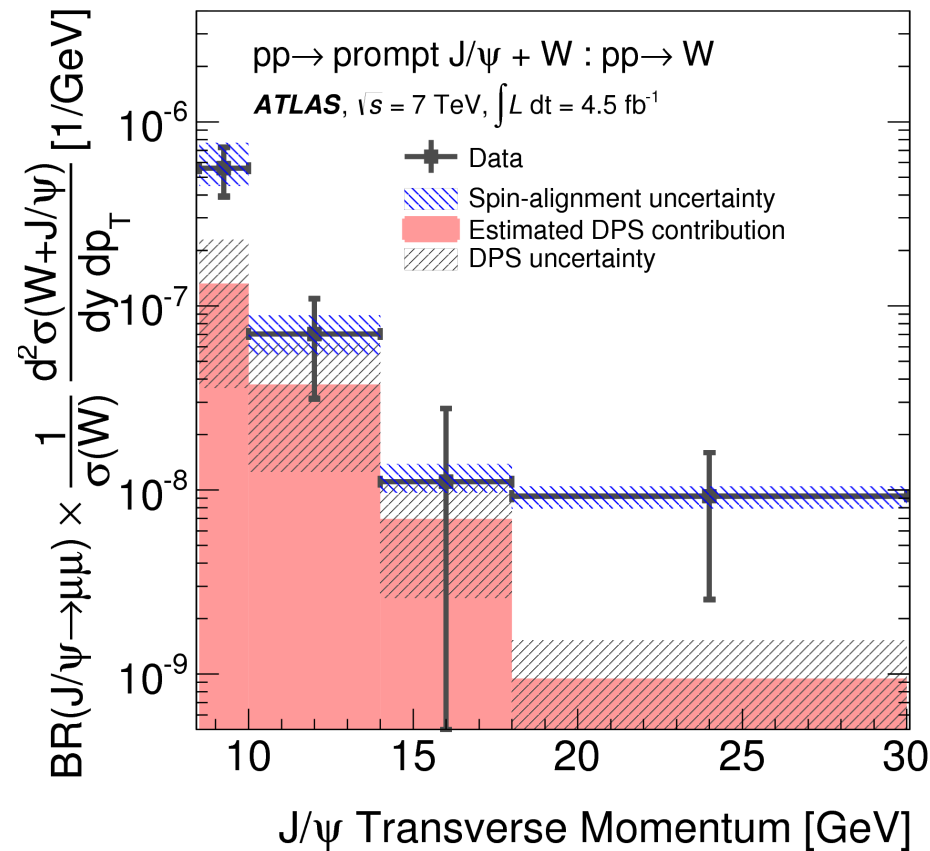 pp→ prompt J/ψ + W : pp→ W
ATLAS, √s = 7 TeV, ∫L dt = 4.5 fb⁻¹
Data
Spin-alignment uncertainty
Estimated DPS contribution
DPS uncertainty
BR(J/ψ→μμ) × 1/σ(W) d²σ(W+J/ψ)/dy dp_T [1/GeV]
10⁻⁶
10⁻⁷
10⁻⁸
10⁻⁹
10 15 20 25 30
J/ψ Transverse Momentum [GeV]